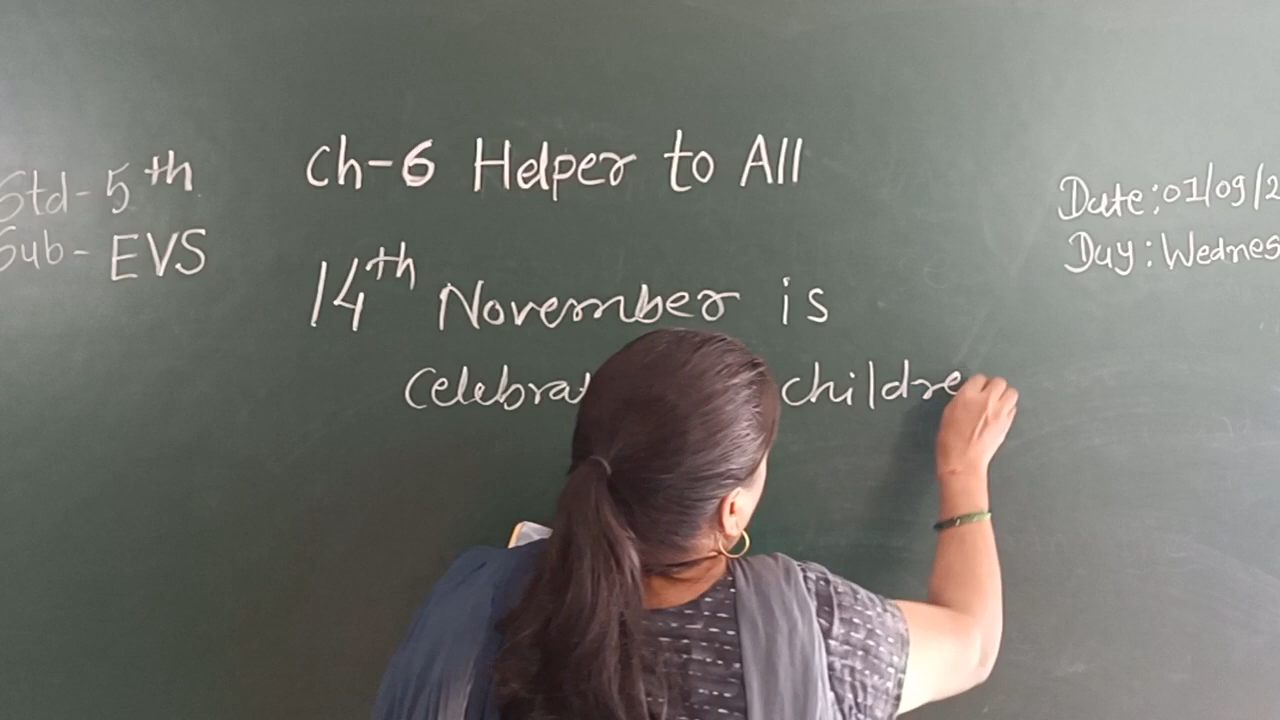 Std-5th
Sub-EVS
Ch-6 Helper to All
14th November is
Celebrat children
Date:01/09/2
Day: Wednes